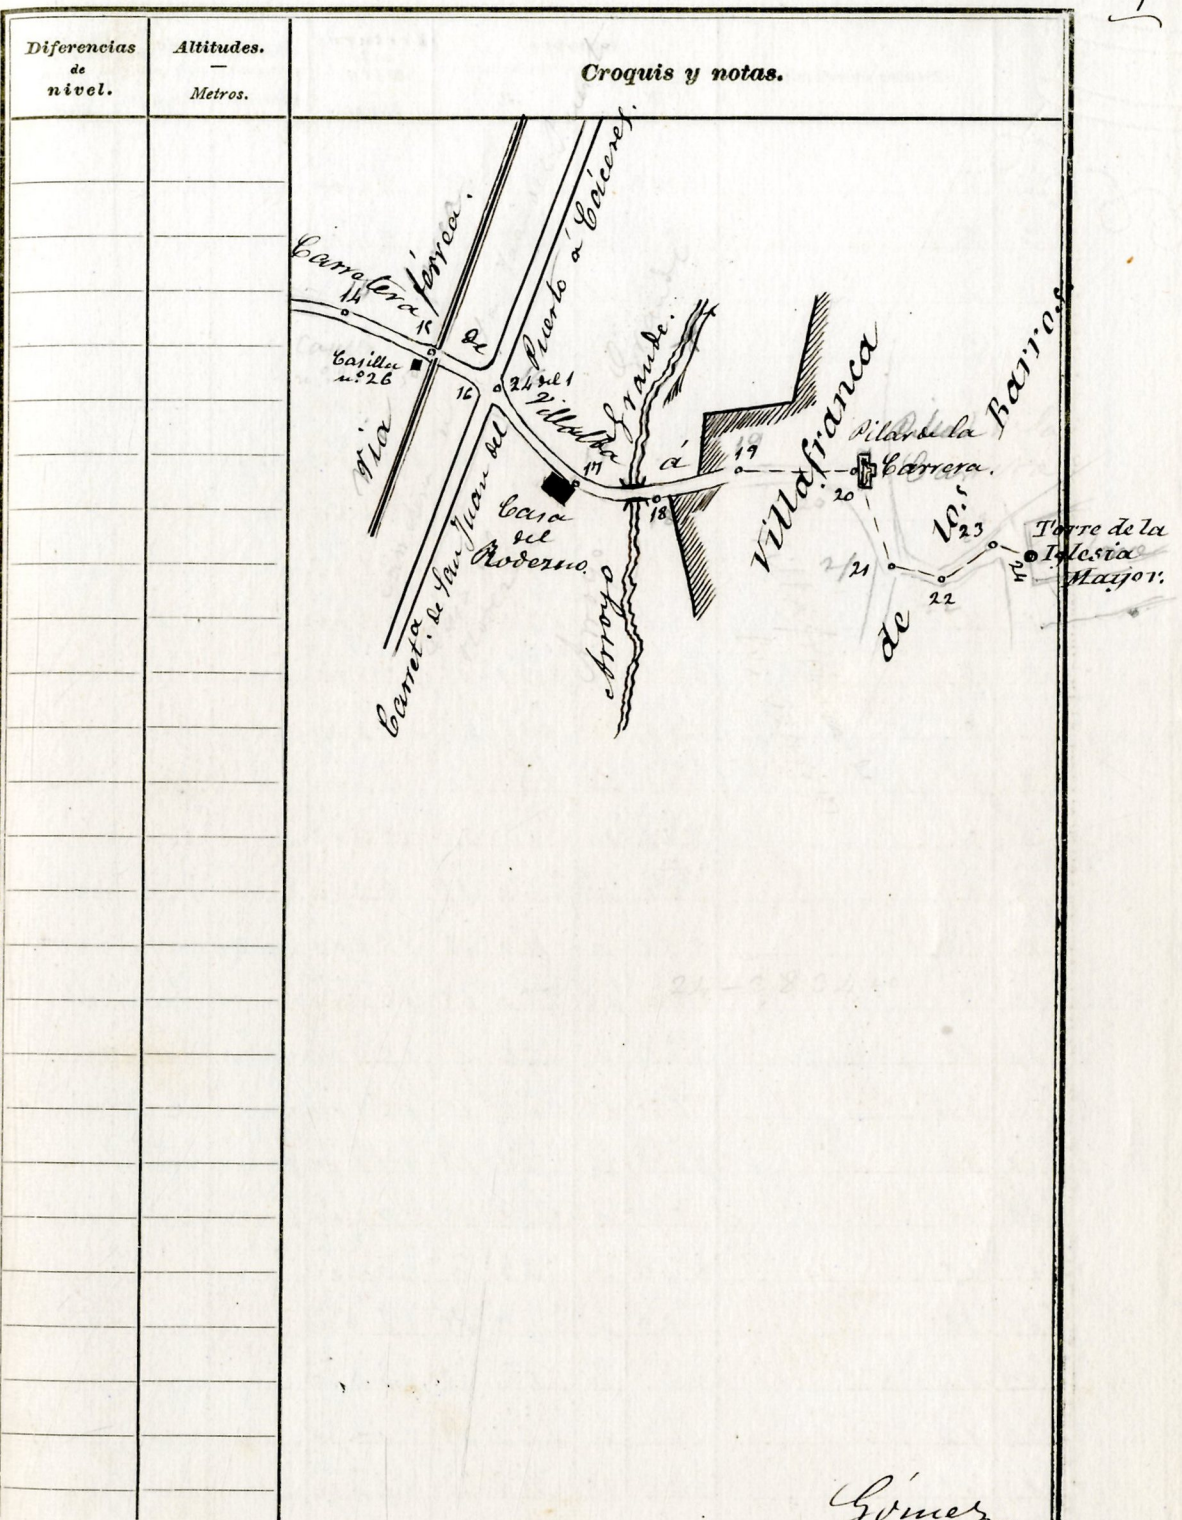 Diferencias
de
nivel.
Altitudes.
Metros.
Croquis y notas.
Carretera de Villalba á Villafranca de los Barros
Via férrea.
Carret.ª de San Juan del Puerto á Cáceres.
14
15
Casilla
n.º 26
16
24 del 1
17
Casa
del
Roderno.
Arroyo Grande.
18
19
Pilar de la
Carrera.
20
21
22
23
24
Torre de la
Iglesia
Mayor.
Gómez